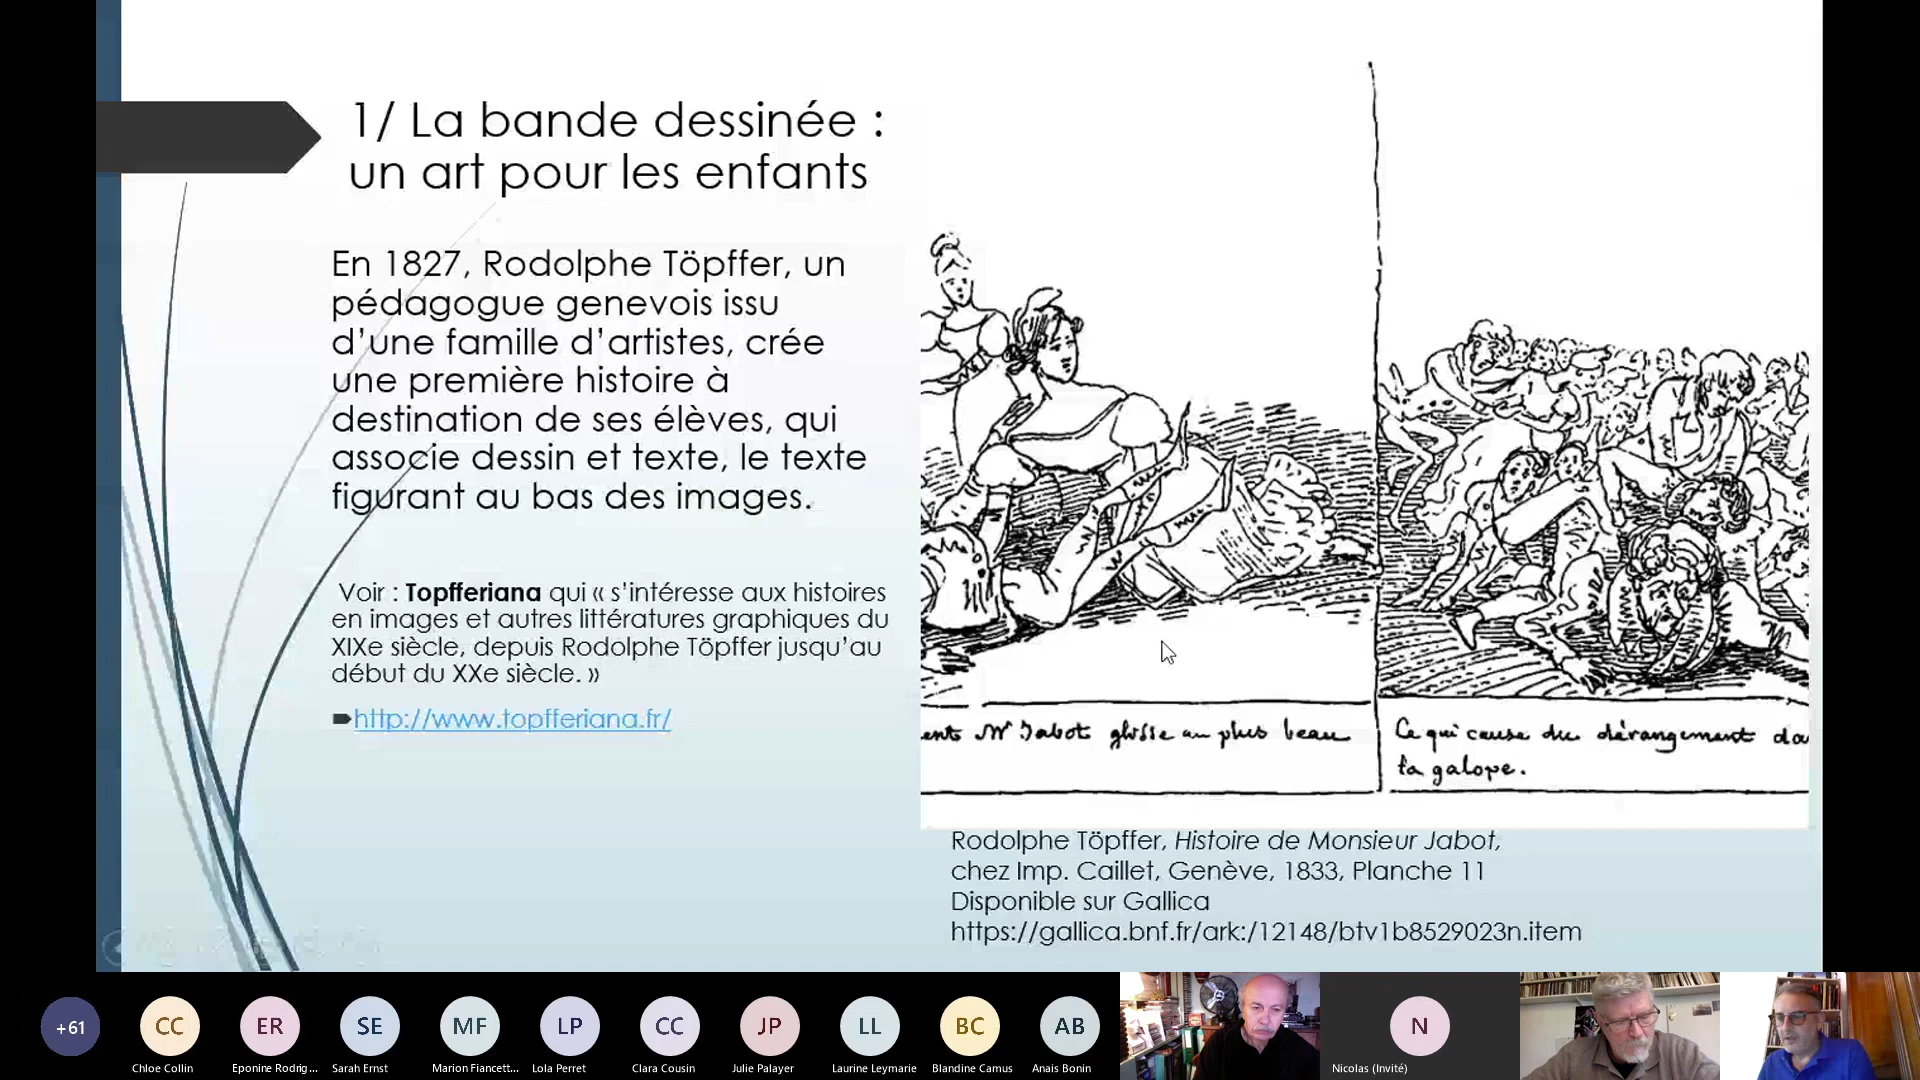 1/ La bande dessinée :
un art pour les enfants
En 1827, Rodolphe Töpffer, un
pédagogue genevois issu
d’une famille d’artistes, crée
une première histoire à
destination de ses élèves, qui
associe dessin et texte, le texte
figurant au bas des images.
Voir : Topfferiana qui « s’intéresse aux histoires
en images et autres littératures graphiques du
XIXe siècle, depuis Rodolphe Töpffer jusqu’au
début du XXe siècle. »
http://www.topfferiana.fr/
Mr Jabot glisse au plus beau
Ce qui cause du dérangement da
la galope.
Rodolphe Töpffer, Histoire de Monsieur Jabot,
chez Imp. Caillet, Genève, 1833, Planche 11
Disponible sur Gallica
https://gallica.bnf.fr/ark:/12148/btv1b8529023n.item
+61
CC
ER
SE
MF
LP
CC
JP
LL
BC
AB
N
Chloe Collin
Eponine Rodrig...
Sarah Ernst
Marion Fiancett...
Lola Perret
Clara Cousin
Julie Palayer
Laurine Leymarie
Blandine Camus
Anais Bonin
Nicolas (Invité)